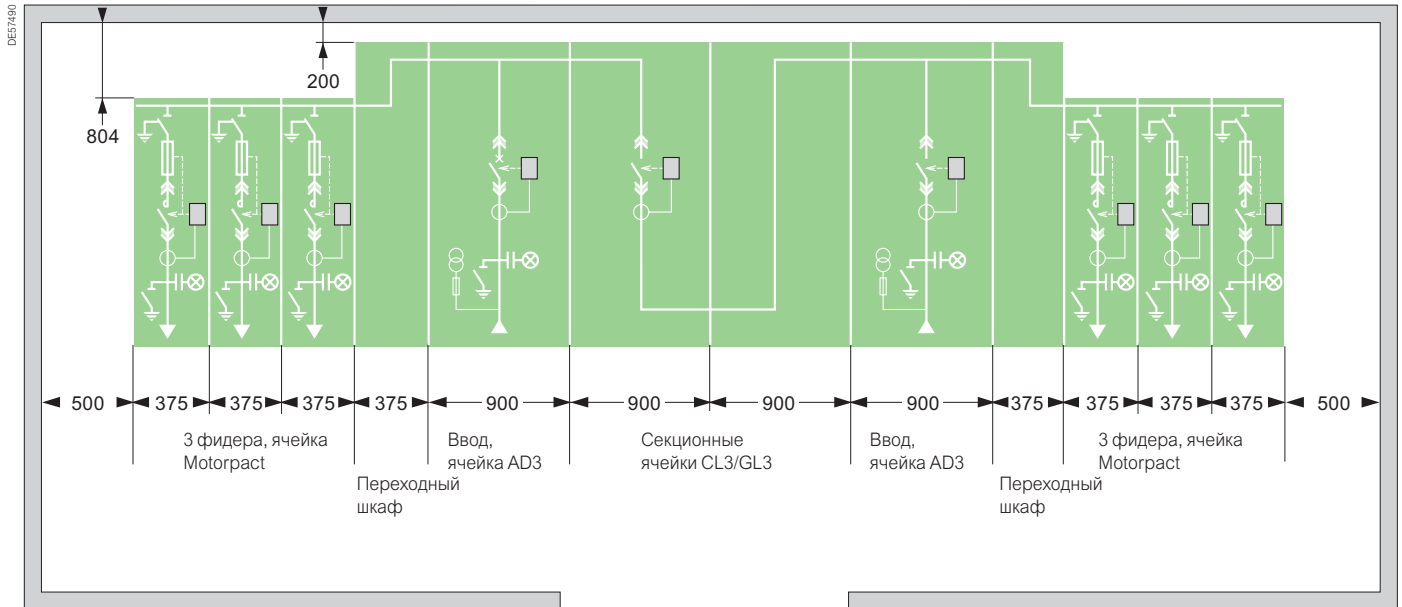 DE57490
200
804
500 375 375 375 375 900 900 900 900 375 375 375 375 500
3 фидера, ячейка
Motorpact
Ввод,
ячейка AD3
Секционные
ячейки CL3/GL3
Ввод,
ячейка AD3
3 фидера, ячейка
Motorpact
Переходный
шкаф
Переходный
шкаф